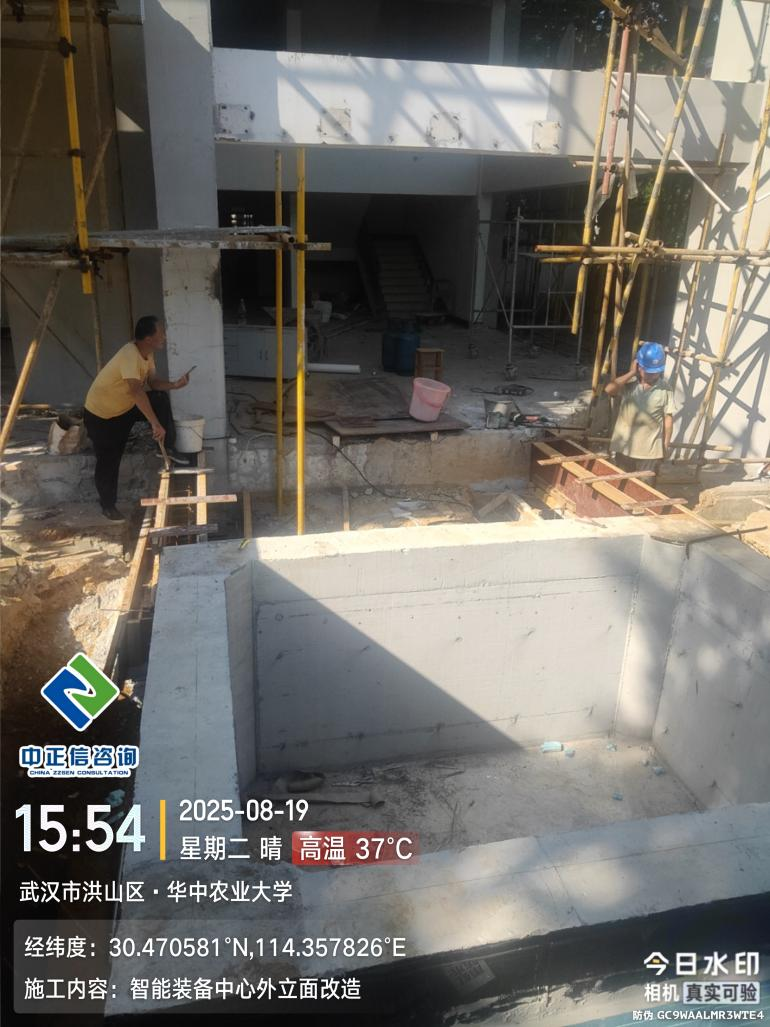 中正信咨询
CHINA ZZSEN CONSULTATION
15:54
2025-08-19
星期二 晴 高温 37°C
武汉市洪山区·华中农业大学
经纬度：30.470581°N,114.357826°E
施工内容：智能装备中心外立面改造
今日水印
相机 真实可验
防伪 GC9WAALMR3WTE4